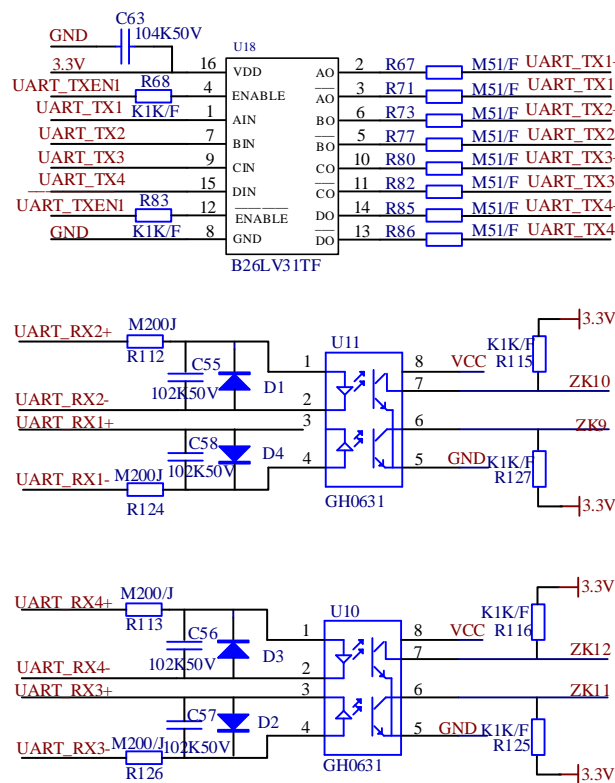 C63
GND 104K50V U18
3.3V 16 VDD AO 2 R67 M51/F UART_TX1-
UART_TXEN1 R68 K1K/F 4 ENABLE AO 3 R71 M51/F UART_TX1
UART_TX1 1 AIN BO 6 R73 M51/F UART_TX2-
UART_TX2 7 BIN BO 5 R77 M51/F UART_TX2
UART_TX3 9 CIN CO 10 R80 M51/F UART_TX3-
UART_TX4 15 DIN CO 11 R82 M51/F UART_TX3
UART_TXEN1 R83 K1K/F 12 ENABLE DO 14 R85 M51/F UART_TX4-
GND 8 GND DO 13 R86 M51/F UART_TX4
B26LV31TF
3.3V
UART_RX2+ M200J R112 U11 K1K/F R115
C55 102K50V D1 1 8 VCC
7 ZK10
UART_RX2- 2
UART_RX1+ 3 6 ZK9
C58 102K50V D4 4 5 GND K1K/F R127
UART_RX1- M200J R124 GH0631 3.3V
3.3V
UART_RX4+ M200/J R113 U10 K1K/F R116
C56 102K50V D3 1 8 VCC
7 ZK12
UART_RX4- 2
UART_RX3+ 3 6 ZK11
C57 102K50V D2 4 5 GND K1K/F R125
UART_RX3- M200/J R126 GH0631 3.3V